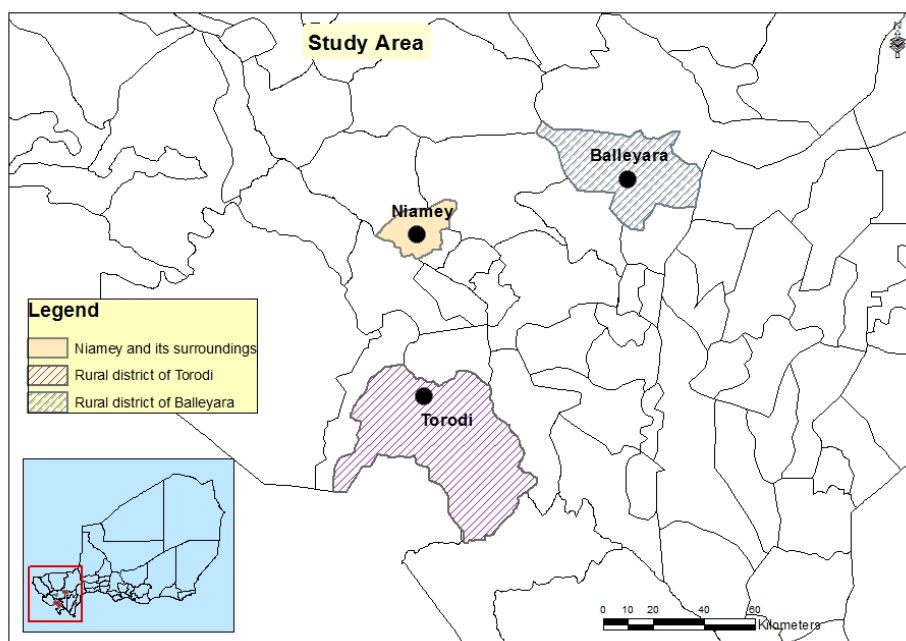 Study Area
N
Balleyara
Niamey
Legend
Niamey and its surroundings
Rural district of Torodi
Rural district of Balleyara
Torodi
0 10 20 40 60
Kilometers